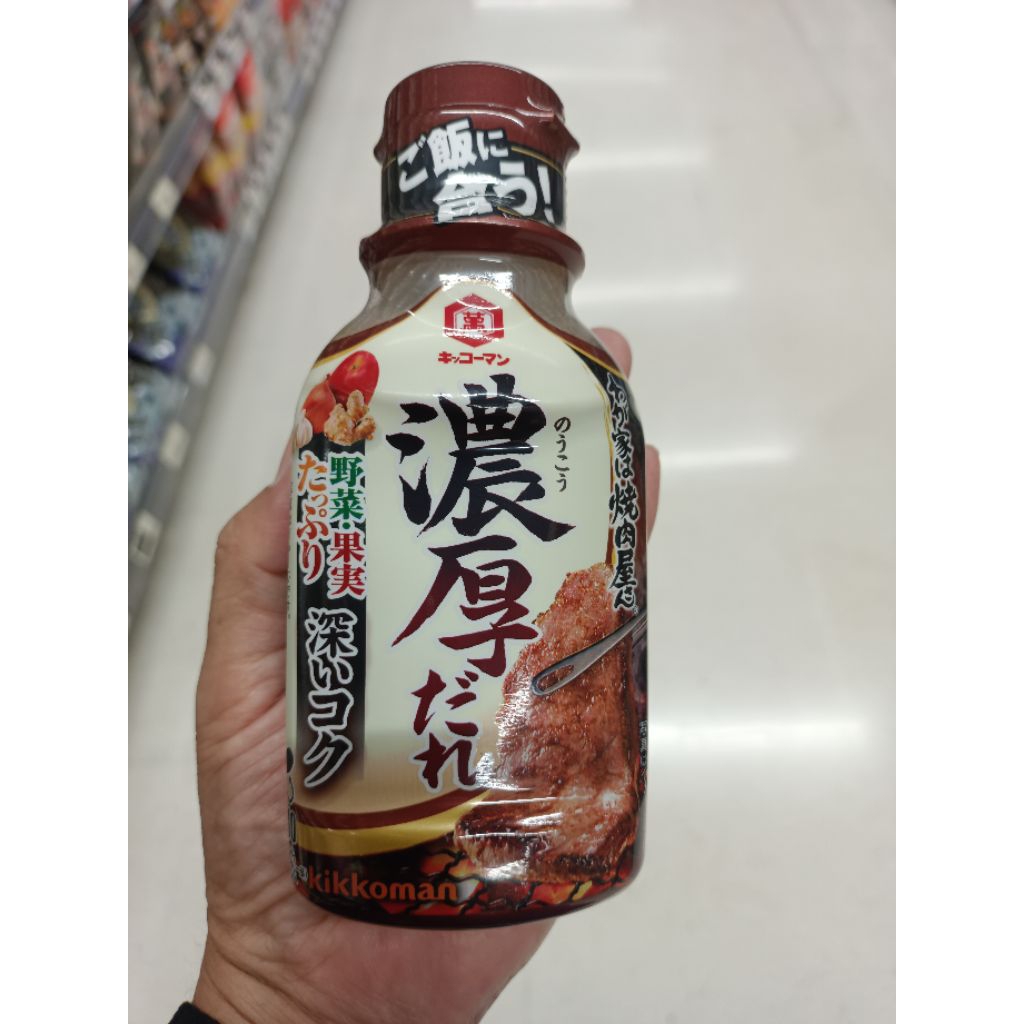 ご飯に
合う!
萬
キッコーマン
わが家は焼肉屋さん
濃厚だれ
のうこう
野菜・果実
たっぷり
深いコク
kikkoman